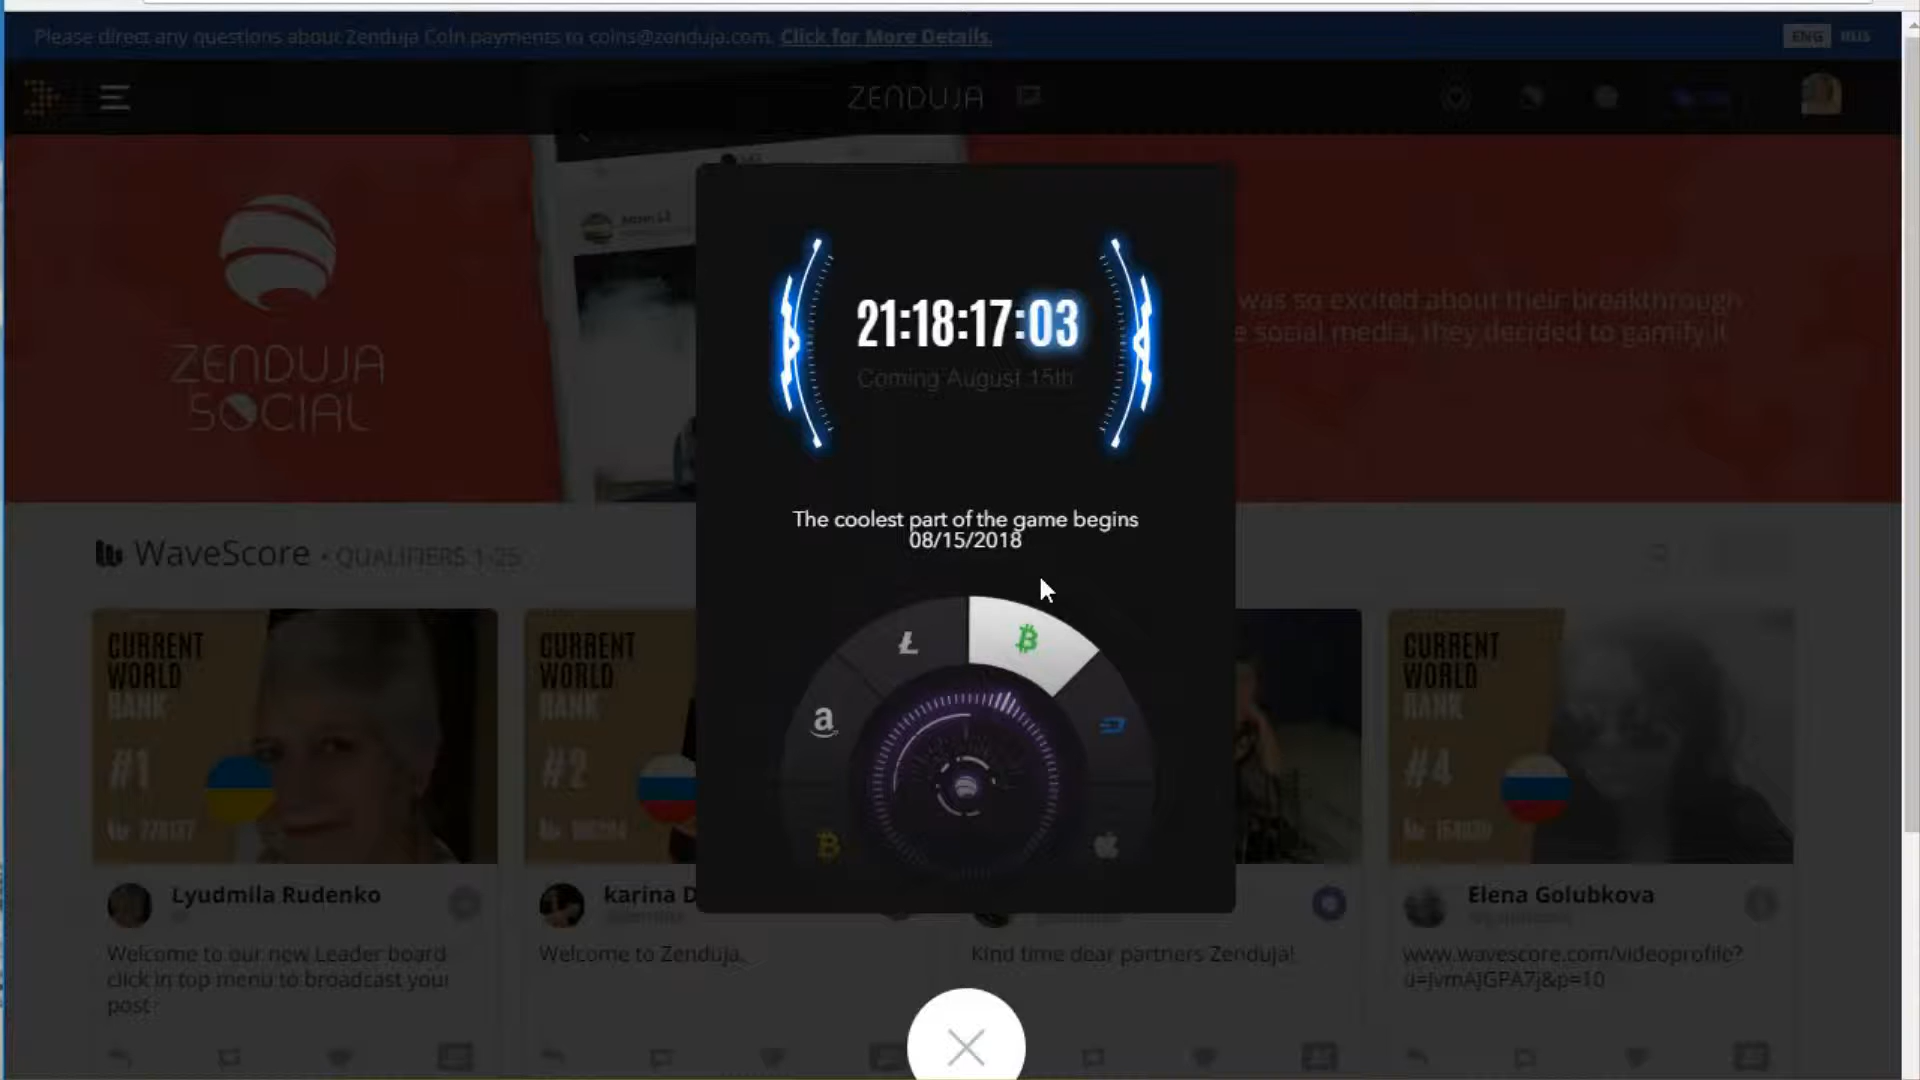 Please direct any questions about Zenduja Coin payments to coins@zenduja.com. Click for More Details.
ENG RUS
ZENDUJA
ZENDUJA
SOCIAL
was so excited about their breakthrough
social media, they decided to gamify it
21:18:17:03
Coming August 15th
The coolest part of the game begins
08/15/2018
WaveScore • QUALIFIERS 1-25
CURRENT
WORLD
RANK
#1
CURRENT
WORLD
RANK
#2
CURRENT
WORLD
RANK
#4
Lyudmila Rudenko
karina D
Elena Golubkova
Welcome to our new Leader board
click in top menu to broadcast your
post
Welcome to Zenduja.
Kind time dear partners Zenduja!
www.wavescore.com/videoprofile?